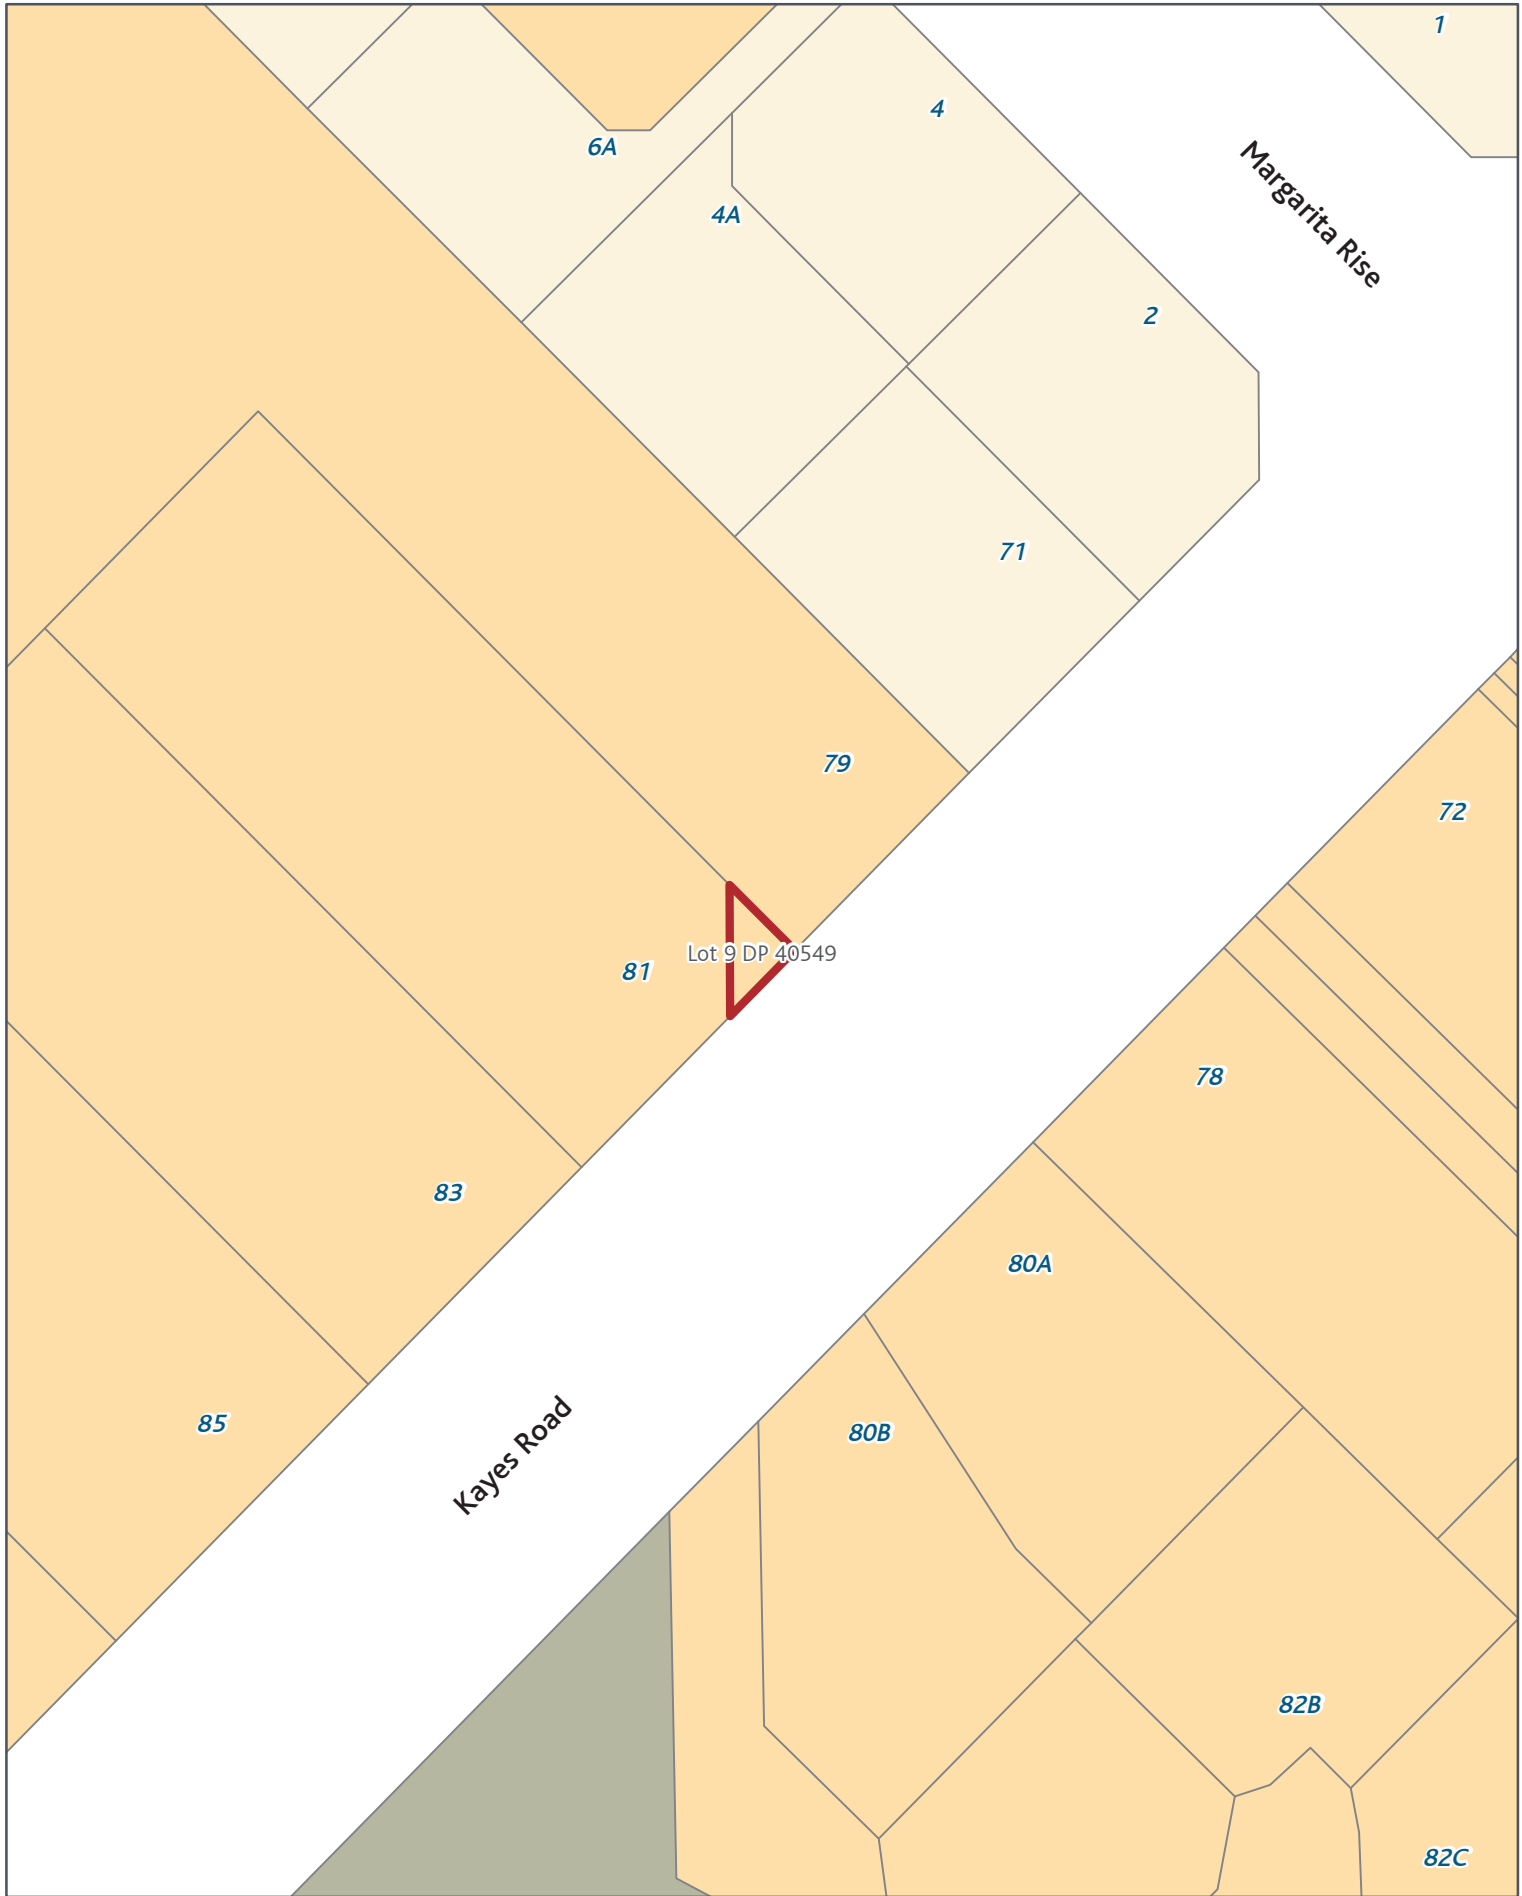 1
4
6A
Margarita Rise
4A
2
71
79
72
Lot 9 DP 40549
81
78
83
80A
85
Kayes Road
80B
82B
82C